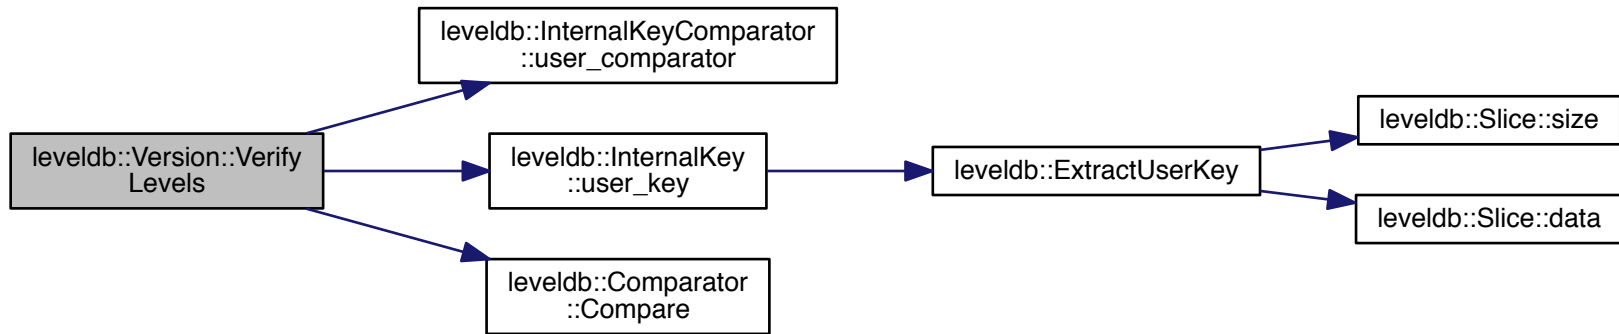 leveldb::InternalKeyComparator
::user_comparator
leveldb::Version::Verify
Levels
leveldb::InternalKey
::user_key
leveldb::Comparator
::Compare
leveldb::ExtractUserKey
leveldb::Slice::size
leveldb::Slice::data